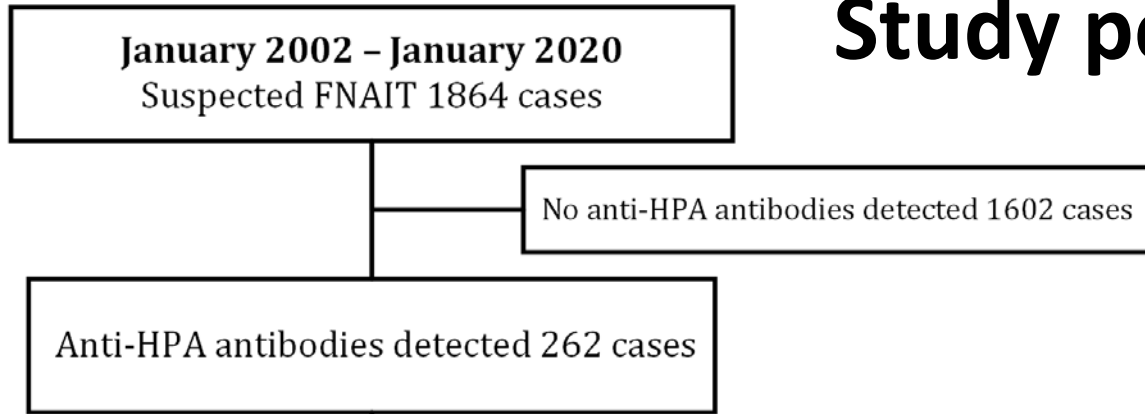 Study
January 2002 – January 2020
Suspected FNAIT 1864 cases
No anti-HPA antibodies detected 1602 cases
Anti-HPA antibodies detected 262 cases